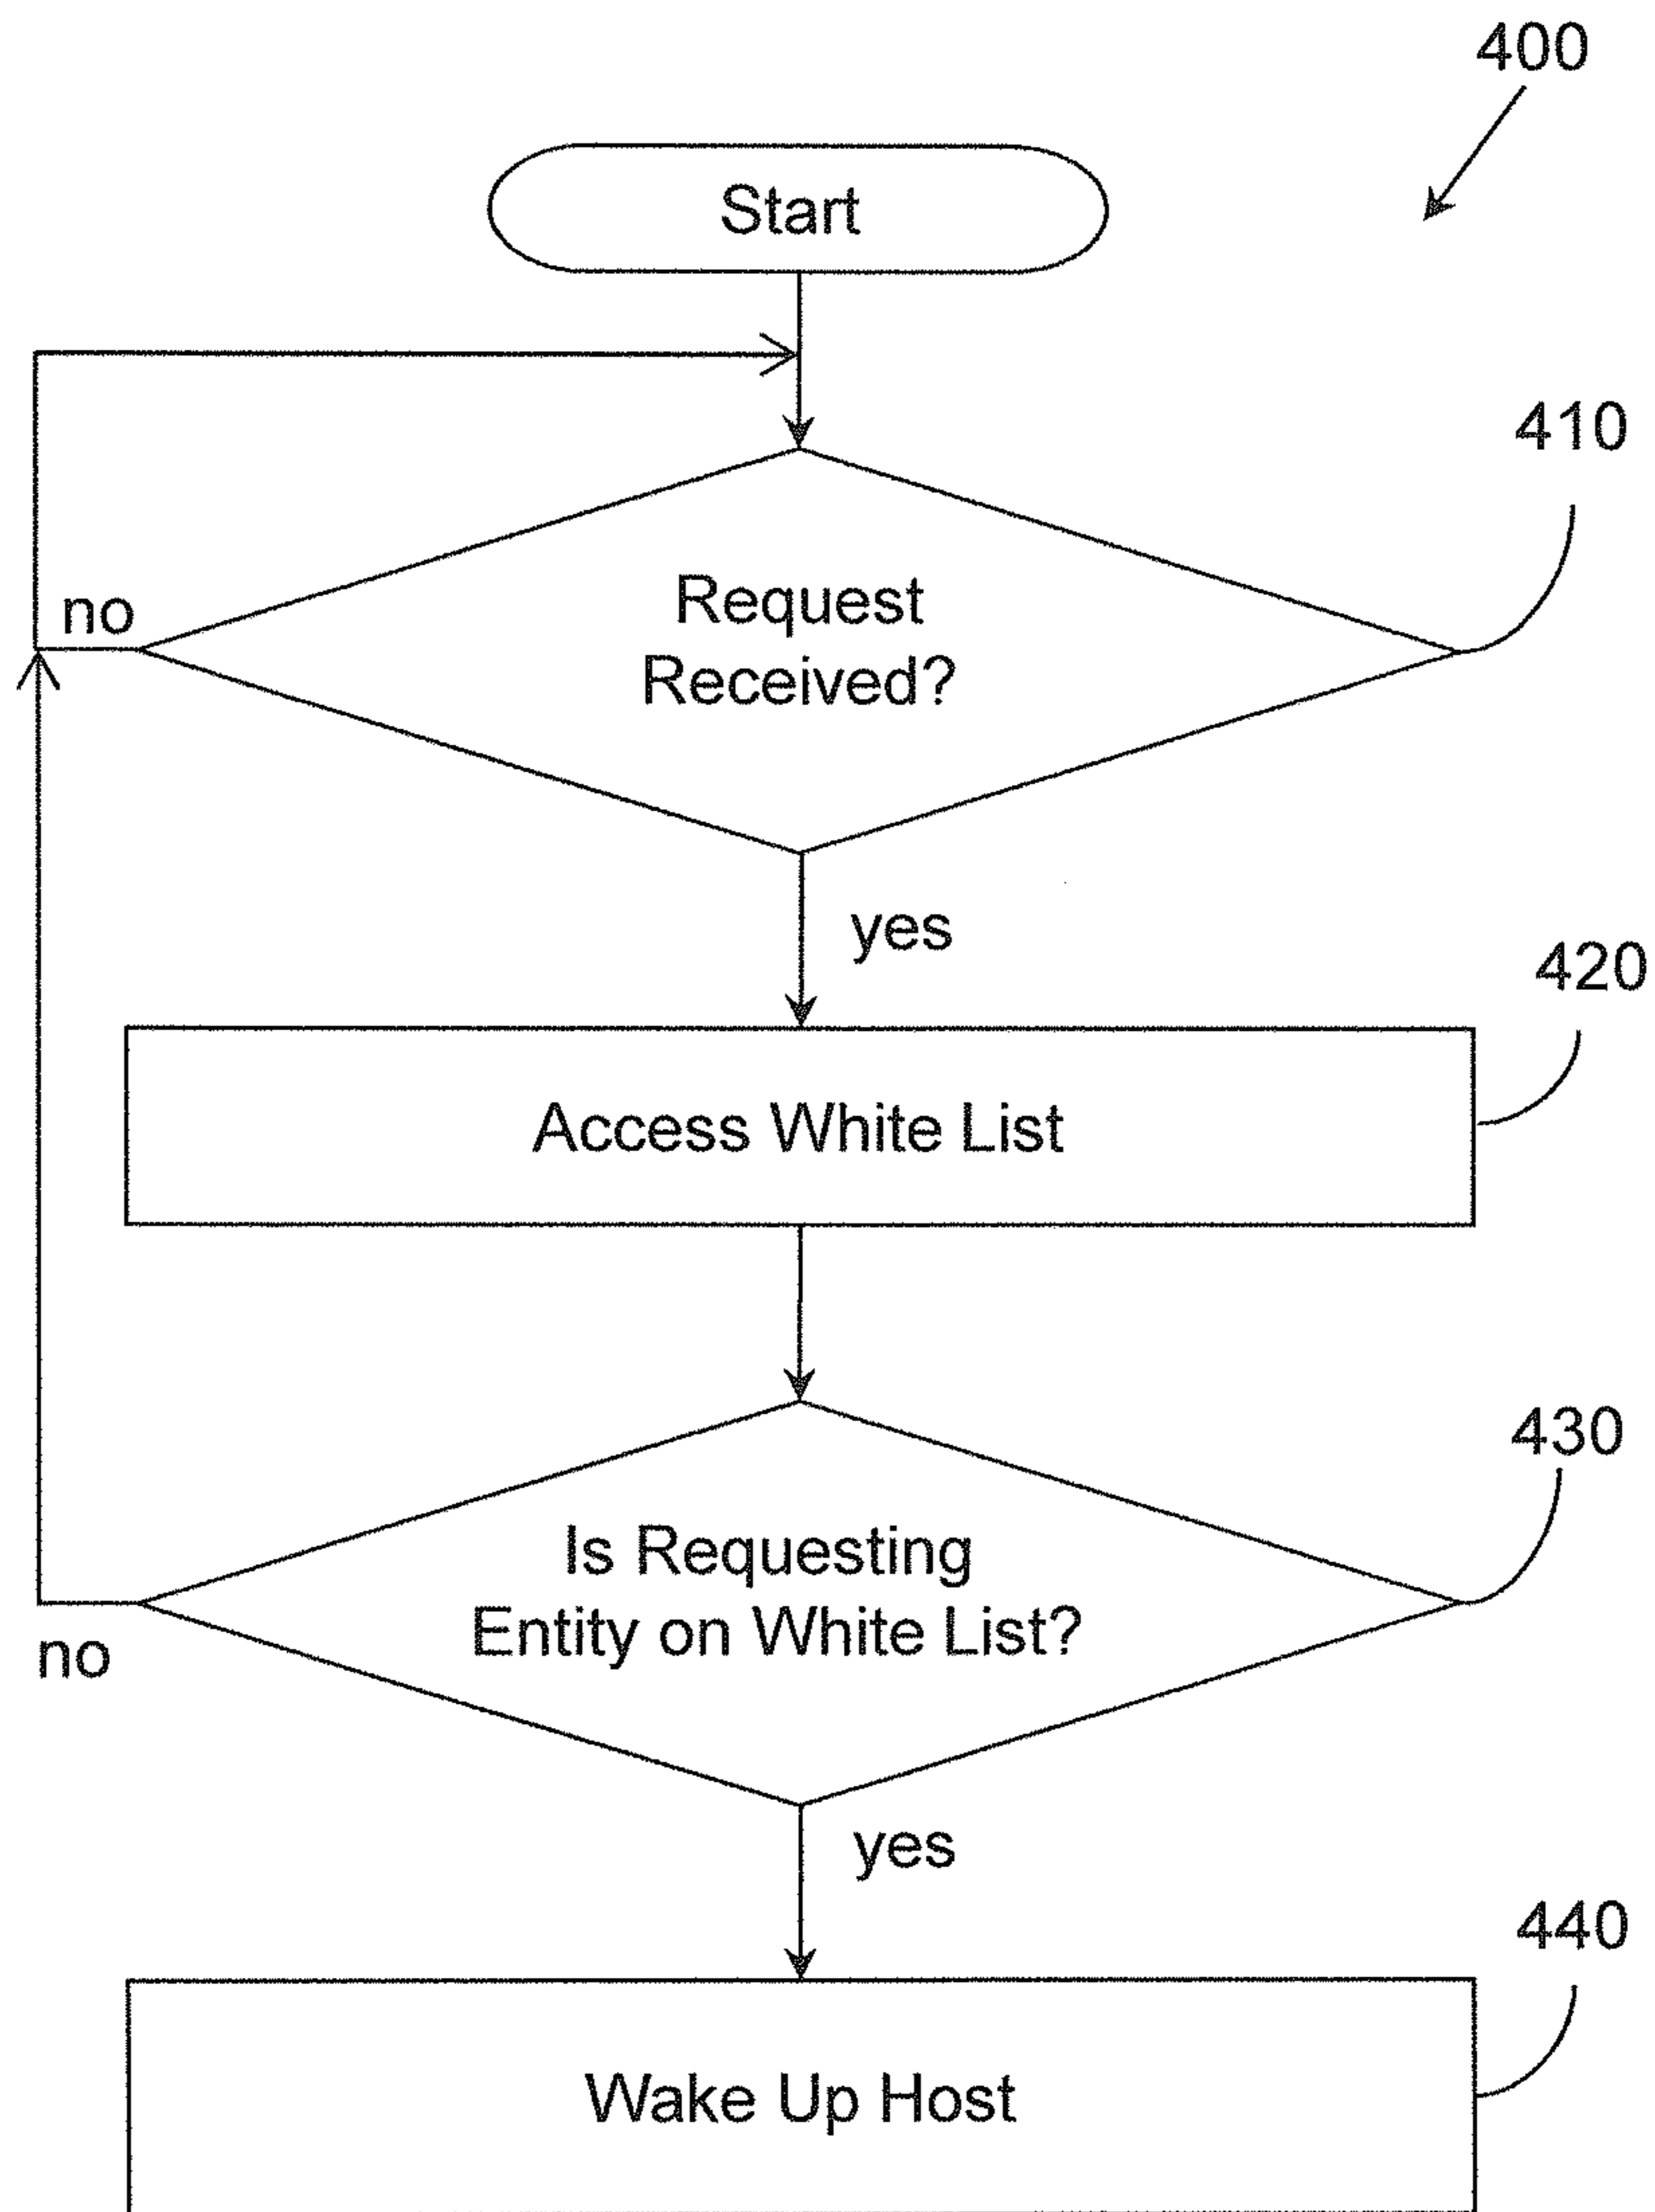 400
Start
410
no
Request
Received?
yes
420
Access White List
430
Is Requesting
Entity on White List?
no
yes
440
Wake Up Host